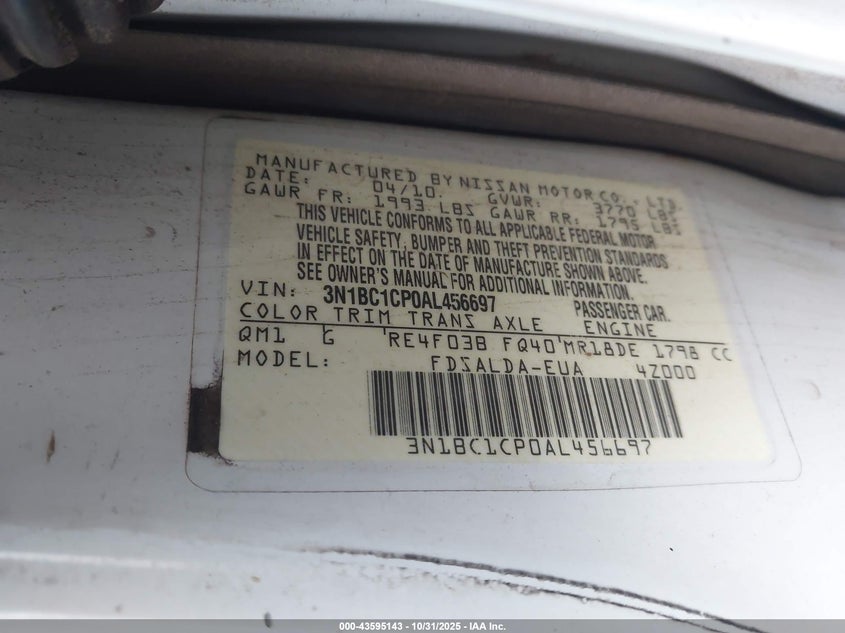 MANUFACTURED BY NISSAN MOTOR CO., LTD.
DATE: 04/10 GVWR: 3770 LBS
GAWR FR: 1993 LBS GAWR RR: 1795 LBS
THIS VEHICLE CONFORMS TO ALL APPLICABLE FEDERAL MOTOR
VEHICLE SAFETY, BUMPER AND THEFT PREVENTION STANDARDS
IN EFFECT ON THE DATE OF MANUFACTURE SHOWN ABOVE.
SEE OWNER'S MANUAL FOR ADDITIONAL INFORMATION.
VIN: 3N1BC1CP0AL456697 PASSENGER CAR.
COLOR TRIM TRANS AXLE ENGINE
QM1 G RE4F03B FQ40 MR18DE 1798 CC
MODEL: FDSALDA-EUA 4Z000
3N1BC1CP0AL456697
000-43595143 - 10/31/2025 - IAA Inc.